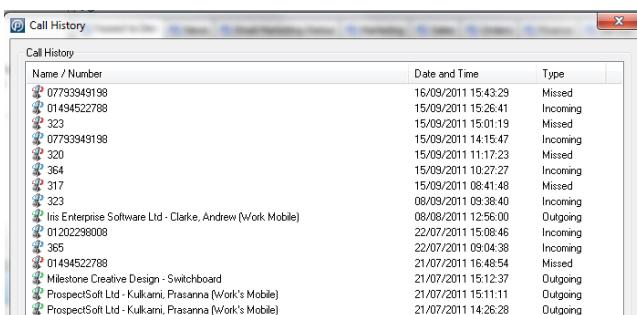 Call History
Call History
Name / Number Date and Time Type
07793949198 16/09/2011 15:43:29 Missed
01494522788 15/09/2011 15:26:41 Incoming
323 15/09/2011 15:01:19 Missed
07793949198 15/09/2011 14:15:47 Incoming
320 15/09/2011 11:17:23 Missed
364 15/09/2011 10:27:27 Incoming
317 15/09/2011 08:41:48 Missed
323 08/09/2011 09:38:40 Incoming
Iris Enterprise Software Ltd - Clarke, Andrew (Work Mobile) 08/08/2011 12:56:00 Outgoing
01202298008 22/07/2011 15:08:46 Incoming
365 22/07/2011 09:04:38 Incoming
01494522788 21/07/2011 16:48:54 Missed
Milestone Creative Design - Switchboard 21/07/2011 15:12:37 Outgoing
ProspectSoft Ltd - Kulkarni, Prasanna (Work's Mobile) 21/07/2011 15:11:11 Outgoing
ProspectSoft Ltd - Kulkarni, Prasanna (Work's Mobile) 21/07/2011 14:26:28 Outgoing